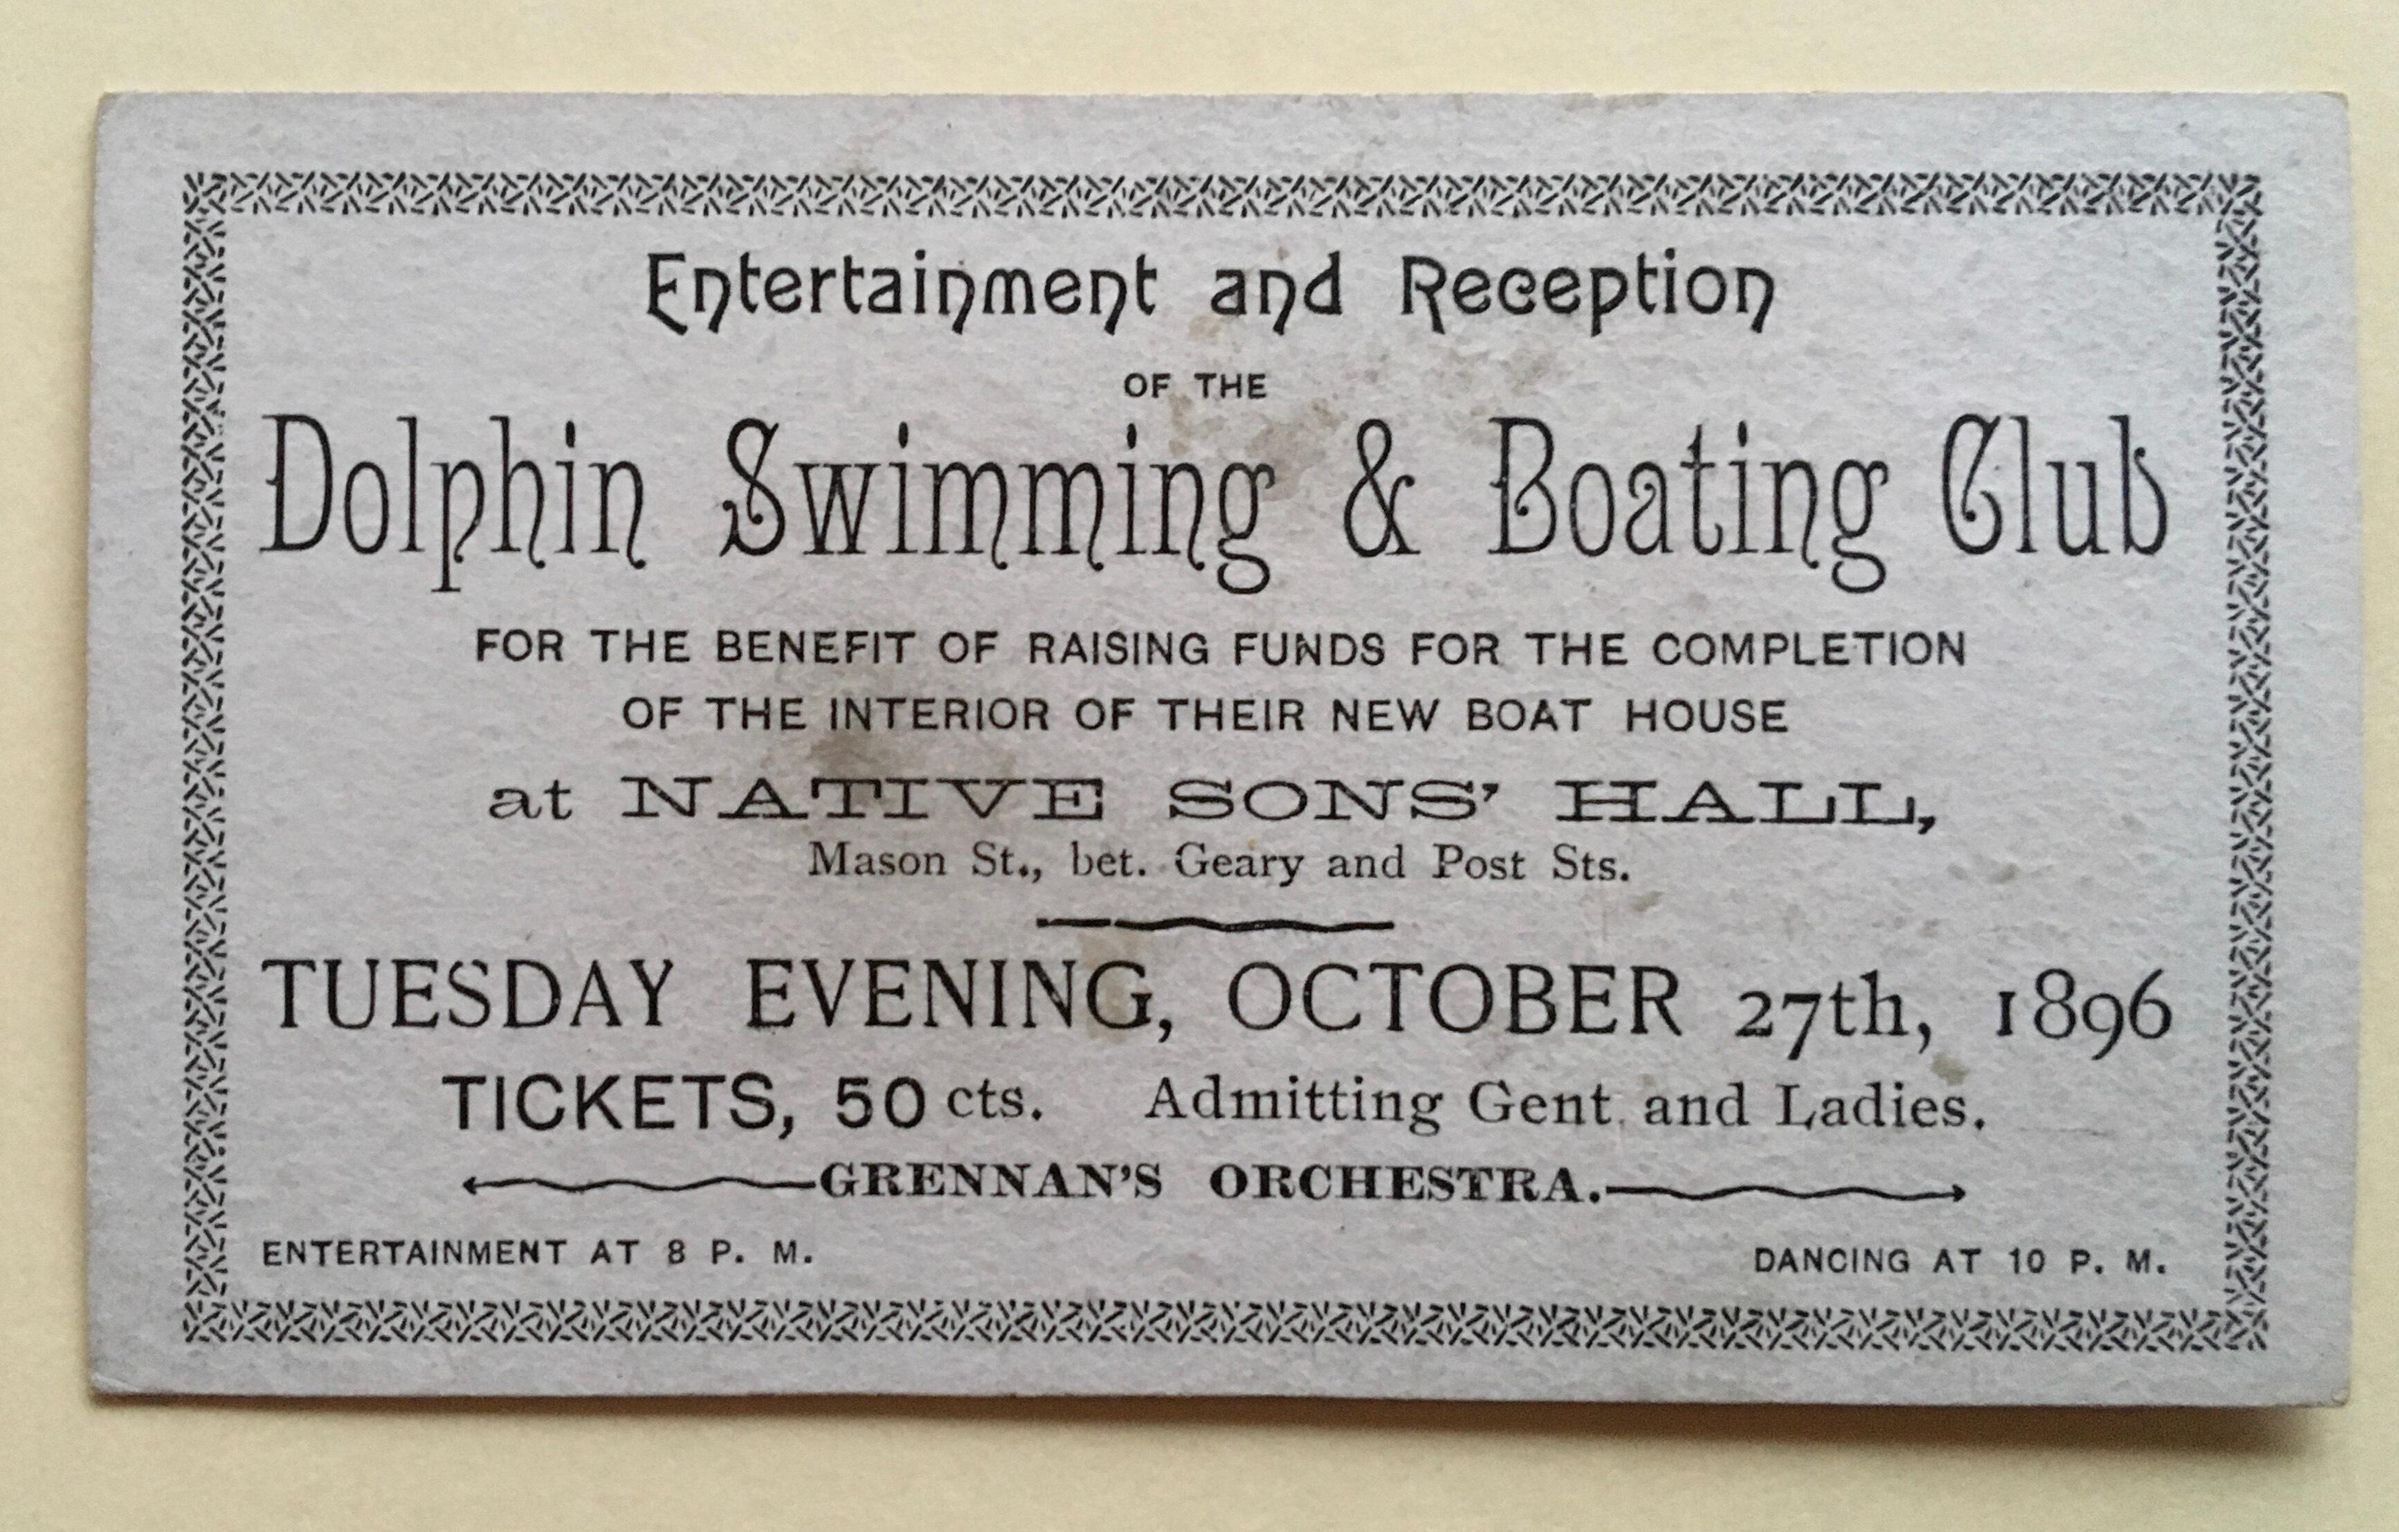 Entertainment and Reception
OF THE
Dolphin Swimming & Boating Club
FOR THE BENEFIT OF RAISING FUNDS FOR THE COMPLETION
OF THE INTERIOR OF THEIR NEW BOAT HOUSE
at NATIVE SONS' HALL,
Mason St., bet. Geary and Post Sts.
TUESDAY EVENING, OCTOBER 27th, 1896
TICKETS, 50 cts. Admitting Gent and Ladies.
GRENNAN'S ORCHESTRA.
ENTERTAINMENT AT 8 P. M. DANCING AT 10 P. M.